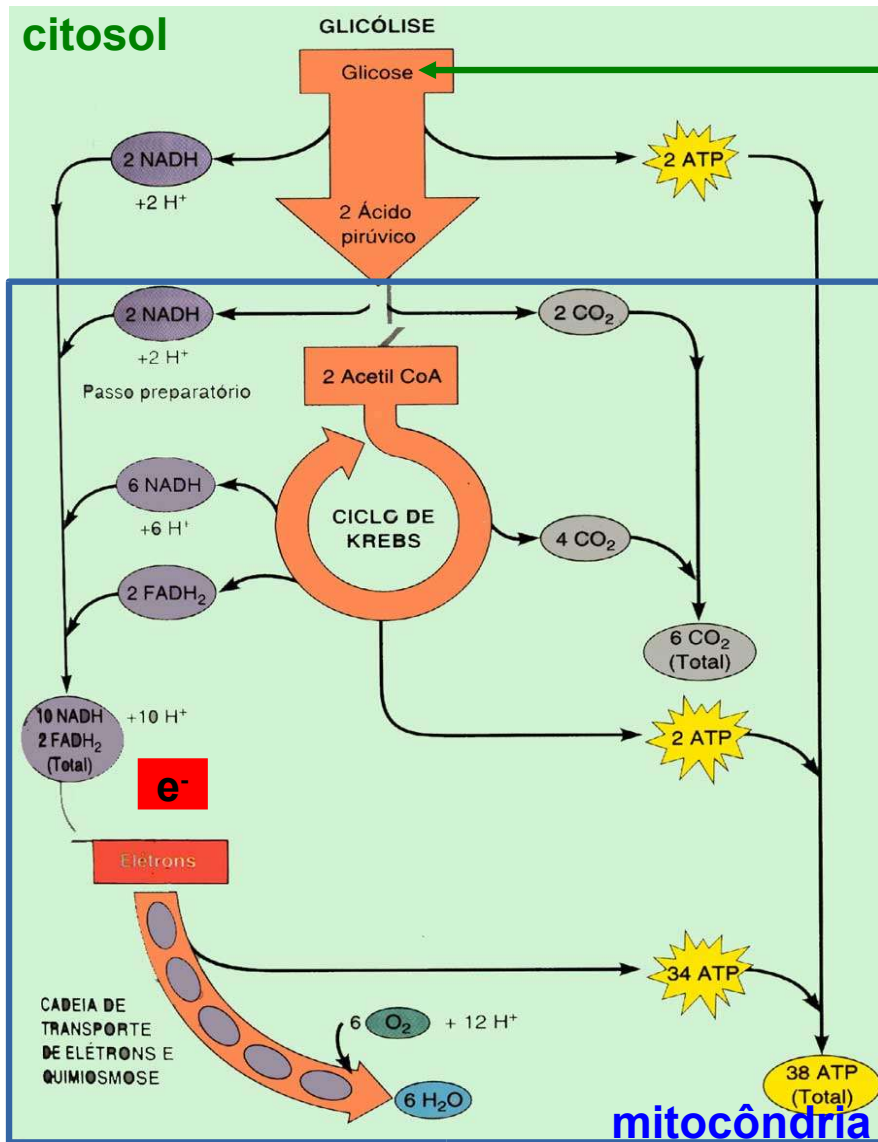 citosol
GLICÓLISE
Glicose
2 NADH
+2 H⁺
2 ATP
2 Ácido
pirúvico
2 NADH
+2 H⁺
2 CO₂
Passo preparatório
2 Acetil CoA
6 NADH
+6 H⁺
CICLO DE
KREBS
4 CO₂
2 FADH₂
6 CO₂
(Total)
10 NADH
2 FADH₂
(Total)
+10 H⁺
2 ATP
e⁻
Elétrons
34 ATP
CADEIA DE
TRANSPORTE
DE ELÉTRONS E
QUIMIOSMOSE
6 O₂ + 12 H⁺
6 H₂O
38 ATP
(Total)
mitocôndria